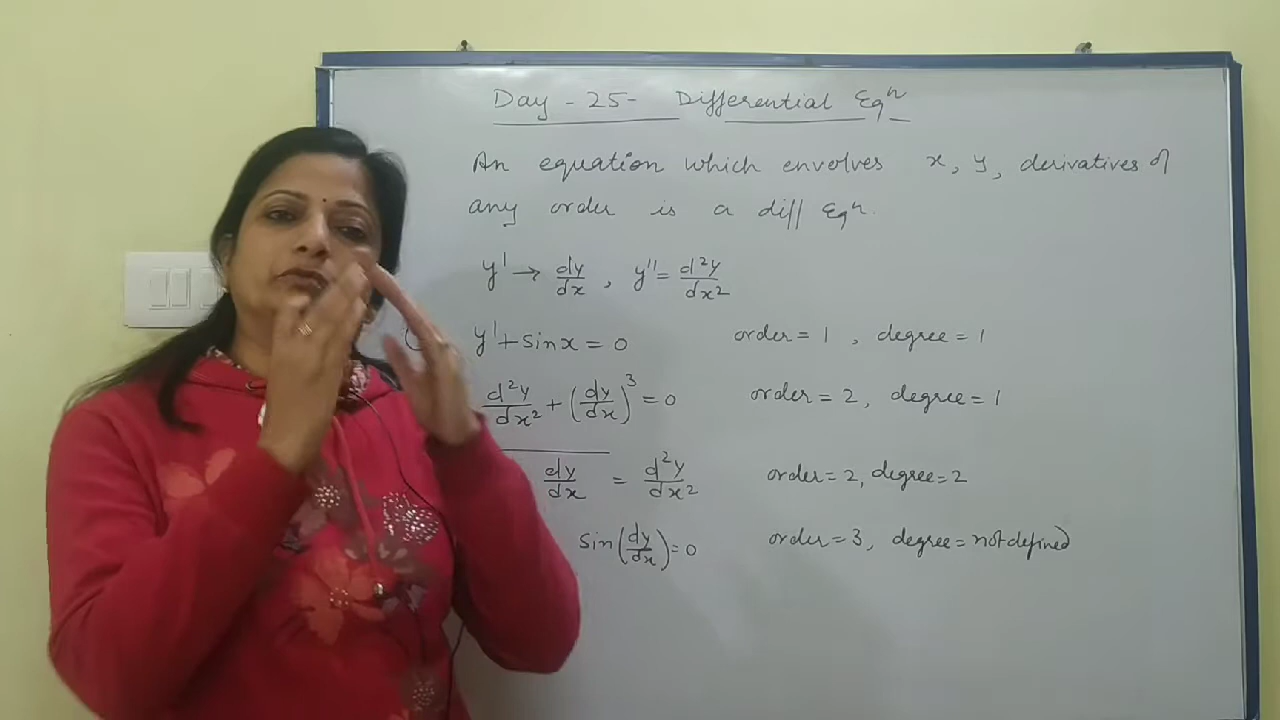 Day - 25 - Differential Eqⁿ
An equation which envolves x, y, derivatives of
any order is a diff Eqⁿ.
y' → dy/dx , y'' = d²y/dx²
y' + sinx = 0 order = 1 , degree = 1
d²y/dx² + (dy/dx)³ = 0 order = 2, degree = 1
dy/dx = d²y/dx² order = 2, degree = 2
sin(dy/dx) = 0 order = 3, degree = not defined